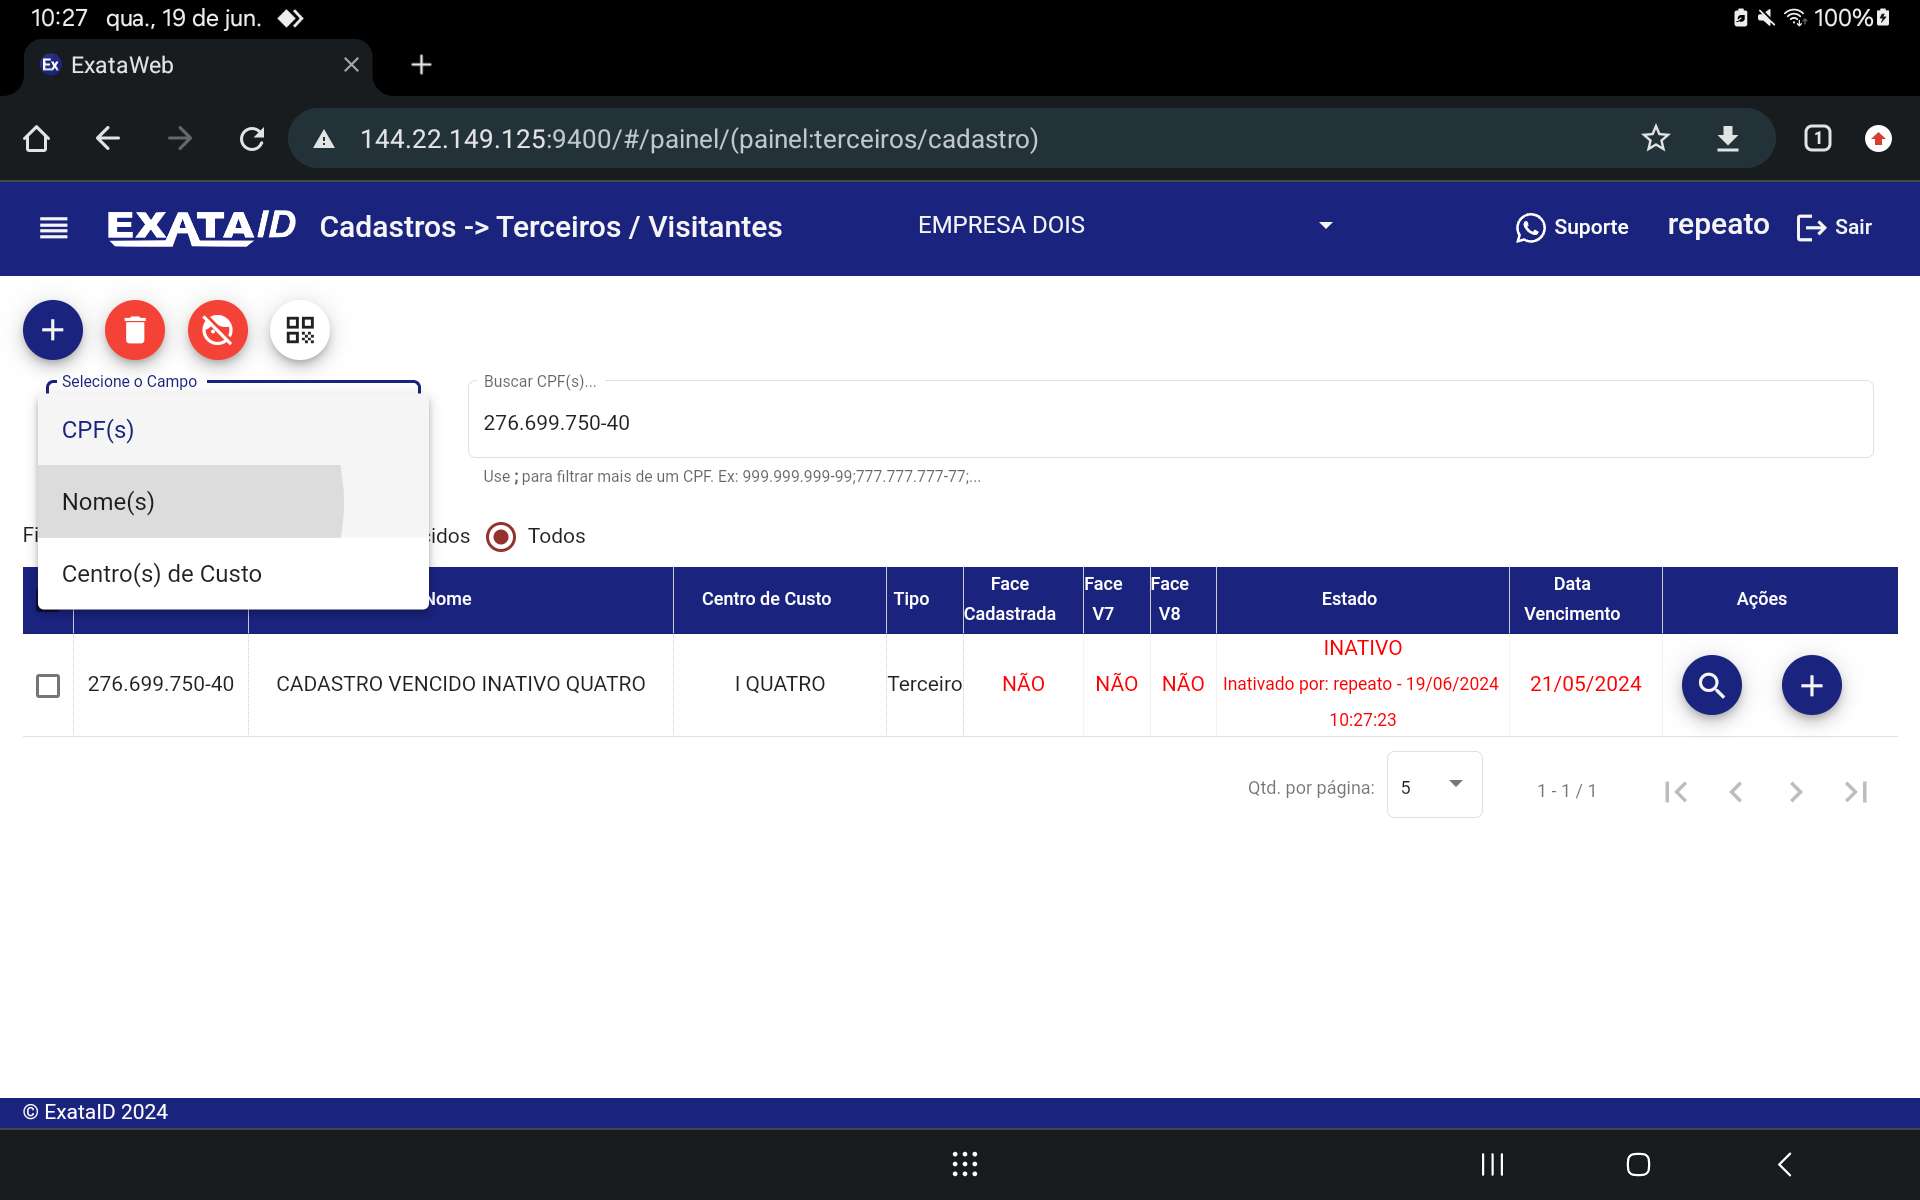 10:27 qua., 19 de jun. 100%
Ex ExataWeb
144.22.149.125:9400/#/painel/(painel:terceiros/cadastro) 1
EXATAID Cadastros -> Terceiros / Visitantes EMPRESA DOIS Suporte repeato Sair
Selecione o Campo Buscar CPF(s)...
CPF(s) 276.699.750-40
Use ; para filtrar mais de um CPF. Ex: 999.999.999-99;777.777.777-77;...
Nome(s)
Fi cidos Todos
Centro(s) de Custo
Nome Centro de Custo Tipo Face Cadastrada Face V7 Face V8 Estado Data Vencimento Ações
276.699.750-40 CADASTRO VENCIDO INATIVO QUATRO I QUATRO Terceiro NÃO NÃO NÃO INATIVO
Inativado por: repeato - 19/06/2024
10:27:23
21/05/2024
Qtd. por página: 5 1 - 1 / 1
© ExataID 2024